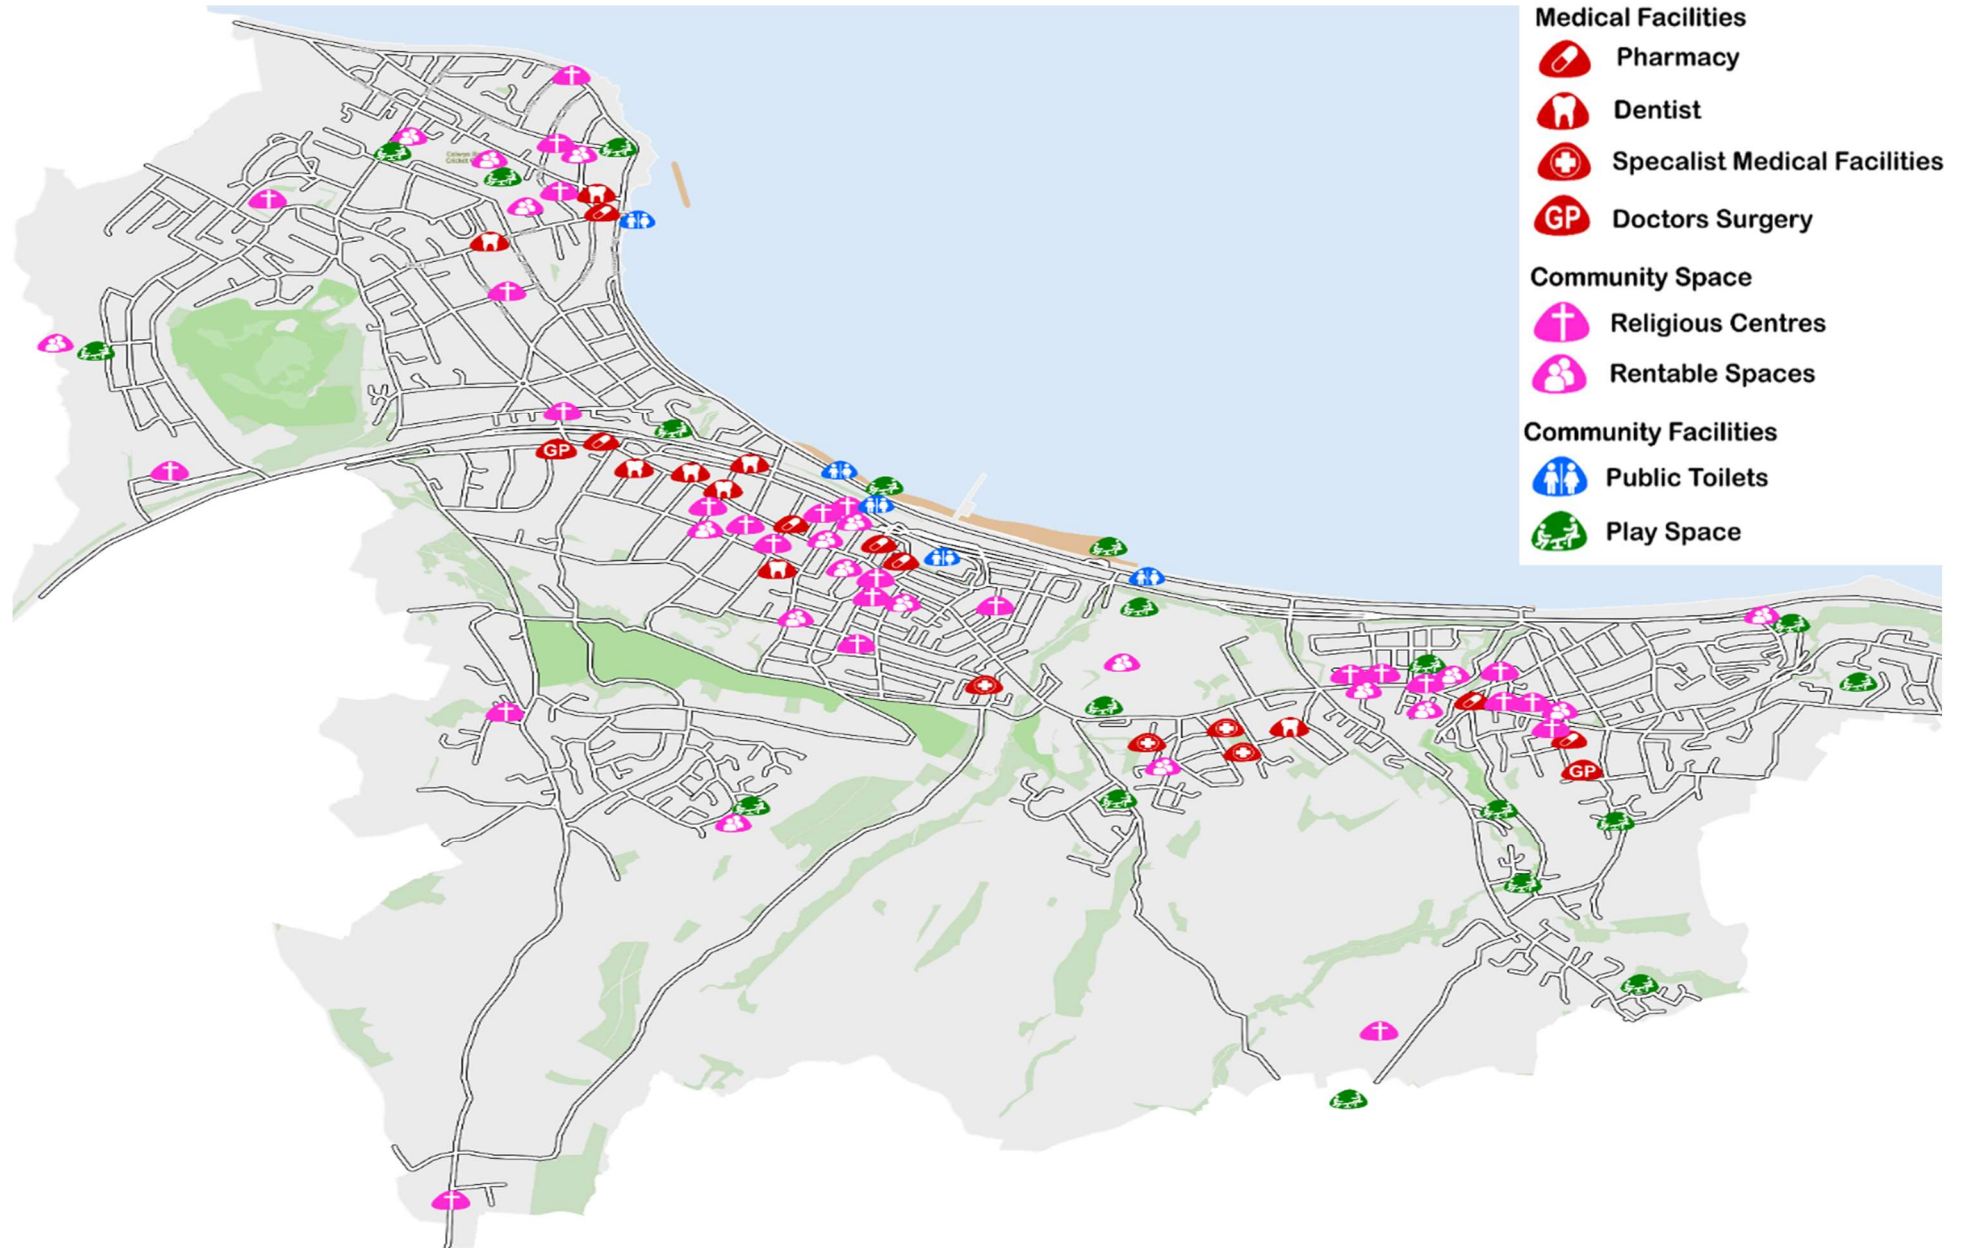 Medical Facilities
Pharmacy
Dentist
Specalist Medical Facilities
GP Doctors Surgery
Community Space
Religious Centres
Rentable Spaces
Community Facilities
Public Toilets
Play Space
GP
GP